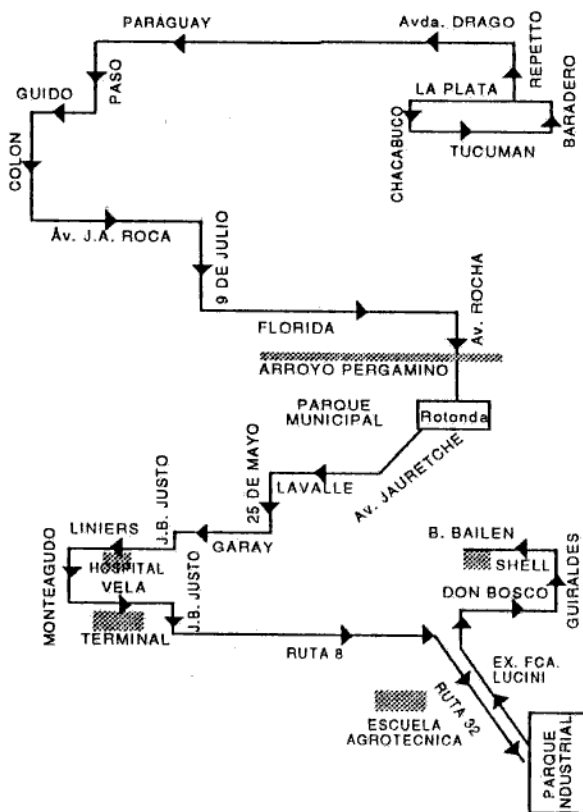 PARAGUAY
Avda. DRAGO
REPETTO
PASO
GUIDO
LA PLATA
BARADERO
CHACABUCO
TUCUMAN
COLON
Av. J.A. ROCA
9 DE JULIO
FLORIDA
AV. ROCHA
ARROYO PERGAMINO
PARQUE
MUNICIPAL
Rotonda
25 DE MAYO
LAVALLE
AV. JAURETCHE
J.B. JUSTO
LINIERS
GARAY
B. BAILEN
SHELL
GUIRALDES
HOSPITAL
VELA
MONTEAGUDO
J.B. JUSTO
DON BOSCO
TERMINAL
RUTA 8
EX. FCA.
LUCINI
RUTA 32
ESCUELA
AGROTECNICA
PARQUE
INDUSTRIAL